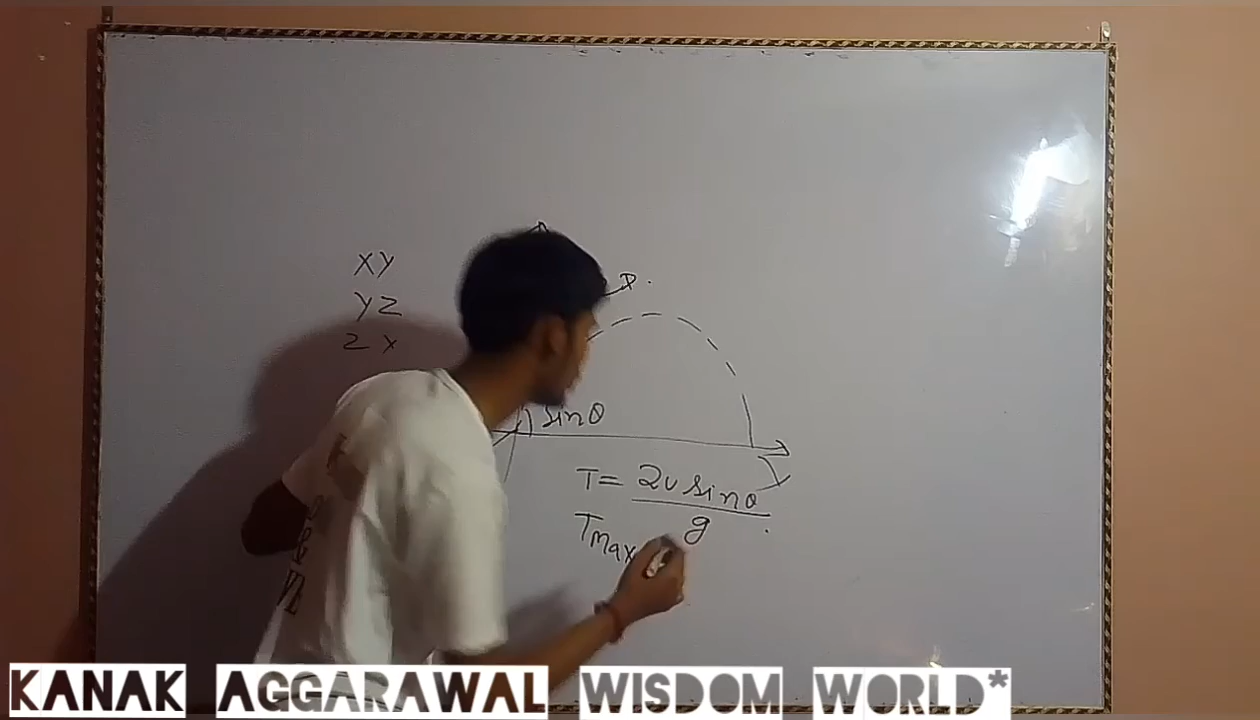 xy
yz
zx
sinθ
y
T = 2u sinθ / g
Tmax
KANAK AGGARAWAL WISDOM WORLD*